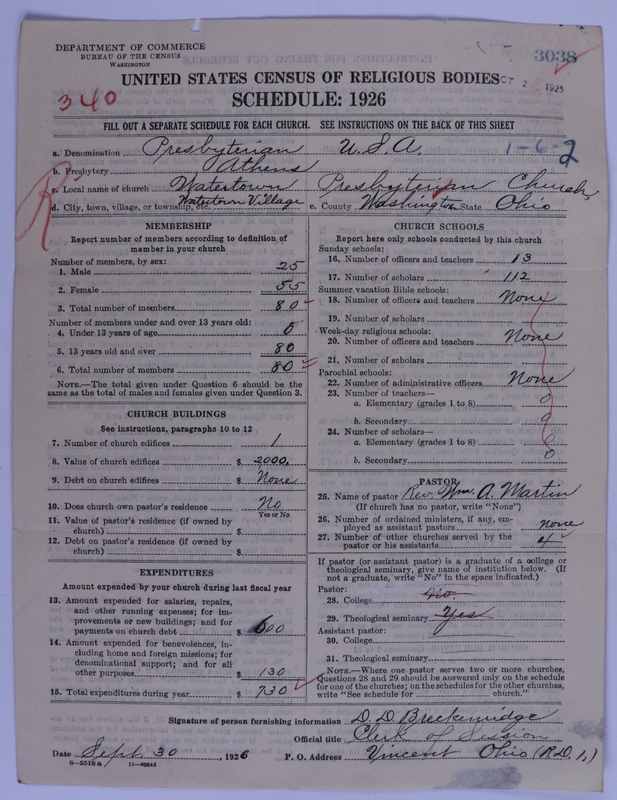 DEPARTMENT OF COMMERCE
BUREAU OF THE CENSUS
WASHINGTON
3038
UNITED STATES CENSUS OF RELIGIOUS BODIES
OCT 2 1926
340
SCHEDULE: 1926
FILL OUT A SEPARATE SCHEDULE FOR EACH CHURCH. SEE INSTRUCTIONS ON THE BACK OF THIS SHEET
a. Denomination Presbyterian U.S.A. 1-6-2
b. Presbytery Athens
c. Local name of church Watertown Presbyterian Church
d. City, town, village, or township, etc. Watertown Village e. County Washington State Ohio
MEMBERSHIP
Report number of members according to definition of member in your church
Number of members, by sex:
1. Male 25
2. Female 55
3. Total number of members 80
Number of members under and over 13 years old:
4. Under 13 years of age 0
5. 13 years old and over 80
6. Total number of members 80
NOTE.—The total given under Question 6 should be the same as the total of males and females given under Question 3.
CHURCH BUILDINGS
See instructions, paragraphs 10 to 12
7. Number of church edifices 1
8. Value of church edifices $ 2000.
9. Debt on church edifices $ None
10. Does church own pastor's residence? No
Yes or No
11. Value of pastor's residence (if owned by church) $
12. Debt on pastor's residence (if owned by church) $
EXPENDITURES
Amount expended by your church during last fiscal year
13. Amount expended for salaries, repairs, and other running expenses; for improvements or new buildings; and for payments on church debt $ 600
14. Amount expended for benevolences, including home and foreign missions; for denominational support; and for all other purposes $ 130
15. Total expenditures during year $ 730
CHURCH SCHOOLS
Report here only schools conducted by this church
Sunday schools:
16. Number of officers and teachers 13
17. Number of scholars 112
Summer vacation Bible schools:
18. Number of officers and teachers None
19. Number of scholars
Week-day religious schools:
20. Number of officers and teachers None
21. Number of scholars
Parochial schools:
22. Number of administrative officers None
23. Number of teachers—
a. Elementary (grades 1 to 8) 0
b. Secondary 0
24. Number of scholars—
a. Elementary (grades 1 to 8) 0
b. Secondary 0
PASTOR
25. Name of pastor Rev. Wm. A. Martin
(If church has no pastor, write "None")
26. Number of ordained ministers, if any, employed as assistant pastors none
27. Number of other churches served by the pastor or his assistants 4
If pastor (or assistant pastor) is a graduate of a college or theological seminary, give name of institution below. (If not a graduate, write "No" in the space indicated.)
Pastor:
28. College No
29. Theological seminary Yes
Assistant pastor:
30. College
31. Theological seminary
NOTE.—Where one pastor serves two or more churches, Questions 28 and 29 should be answered only on the schedule for one of the churches; on the schedules for the other churches, write "See schedule for church."
Signature of person furnishing information D. D. Breckenridge
Official title Clerk of Session
Date Sept. 30, 1926 P. O. Address Vincent Ohio (R.D. 1.)
8—5518a